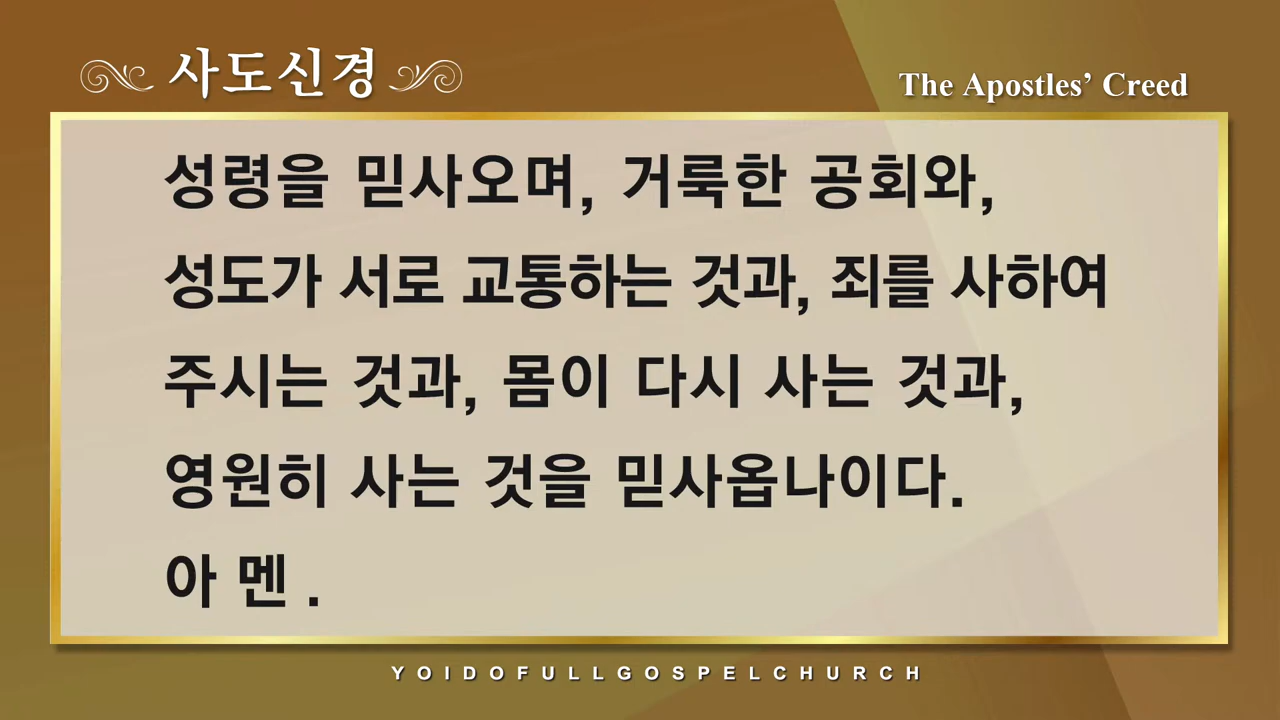 사도신경
The Apostles’ Creed
성령을 믿사오며, 거룩한 공회와,
성도가 서로 교통하는 것과, 죄를 사하여
주시는 것과, 몸이 다시 사는 것과,
영원히 사는 것을 믿사옵나이다.
아 멘 .
YOIDOFULLGOSPELCHURCH